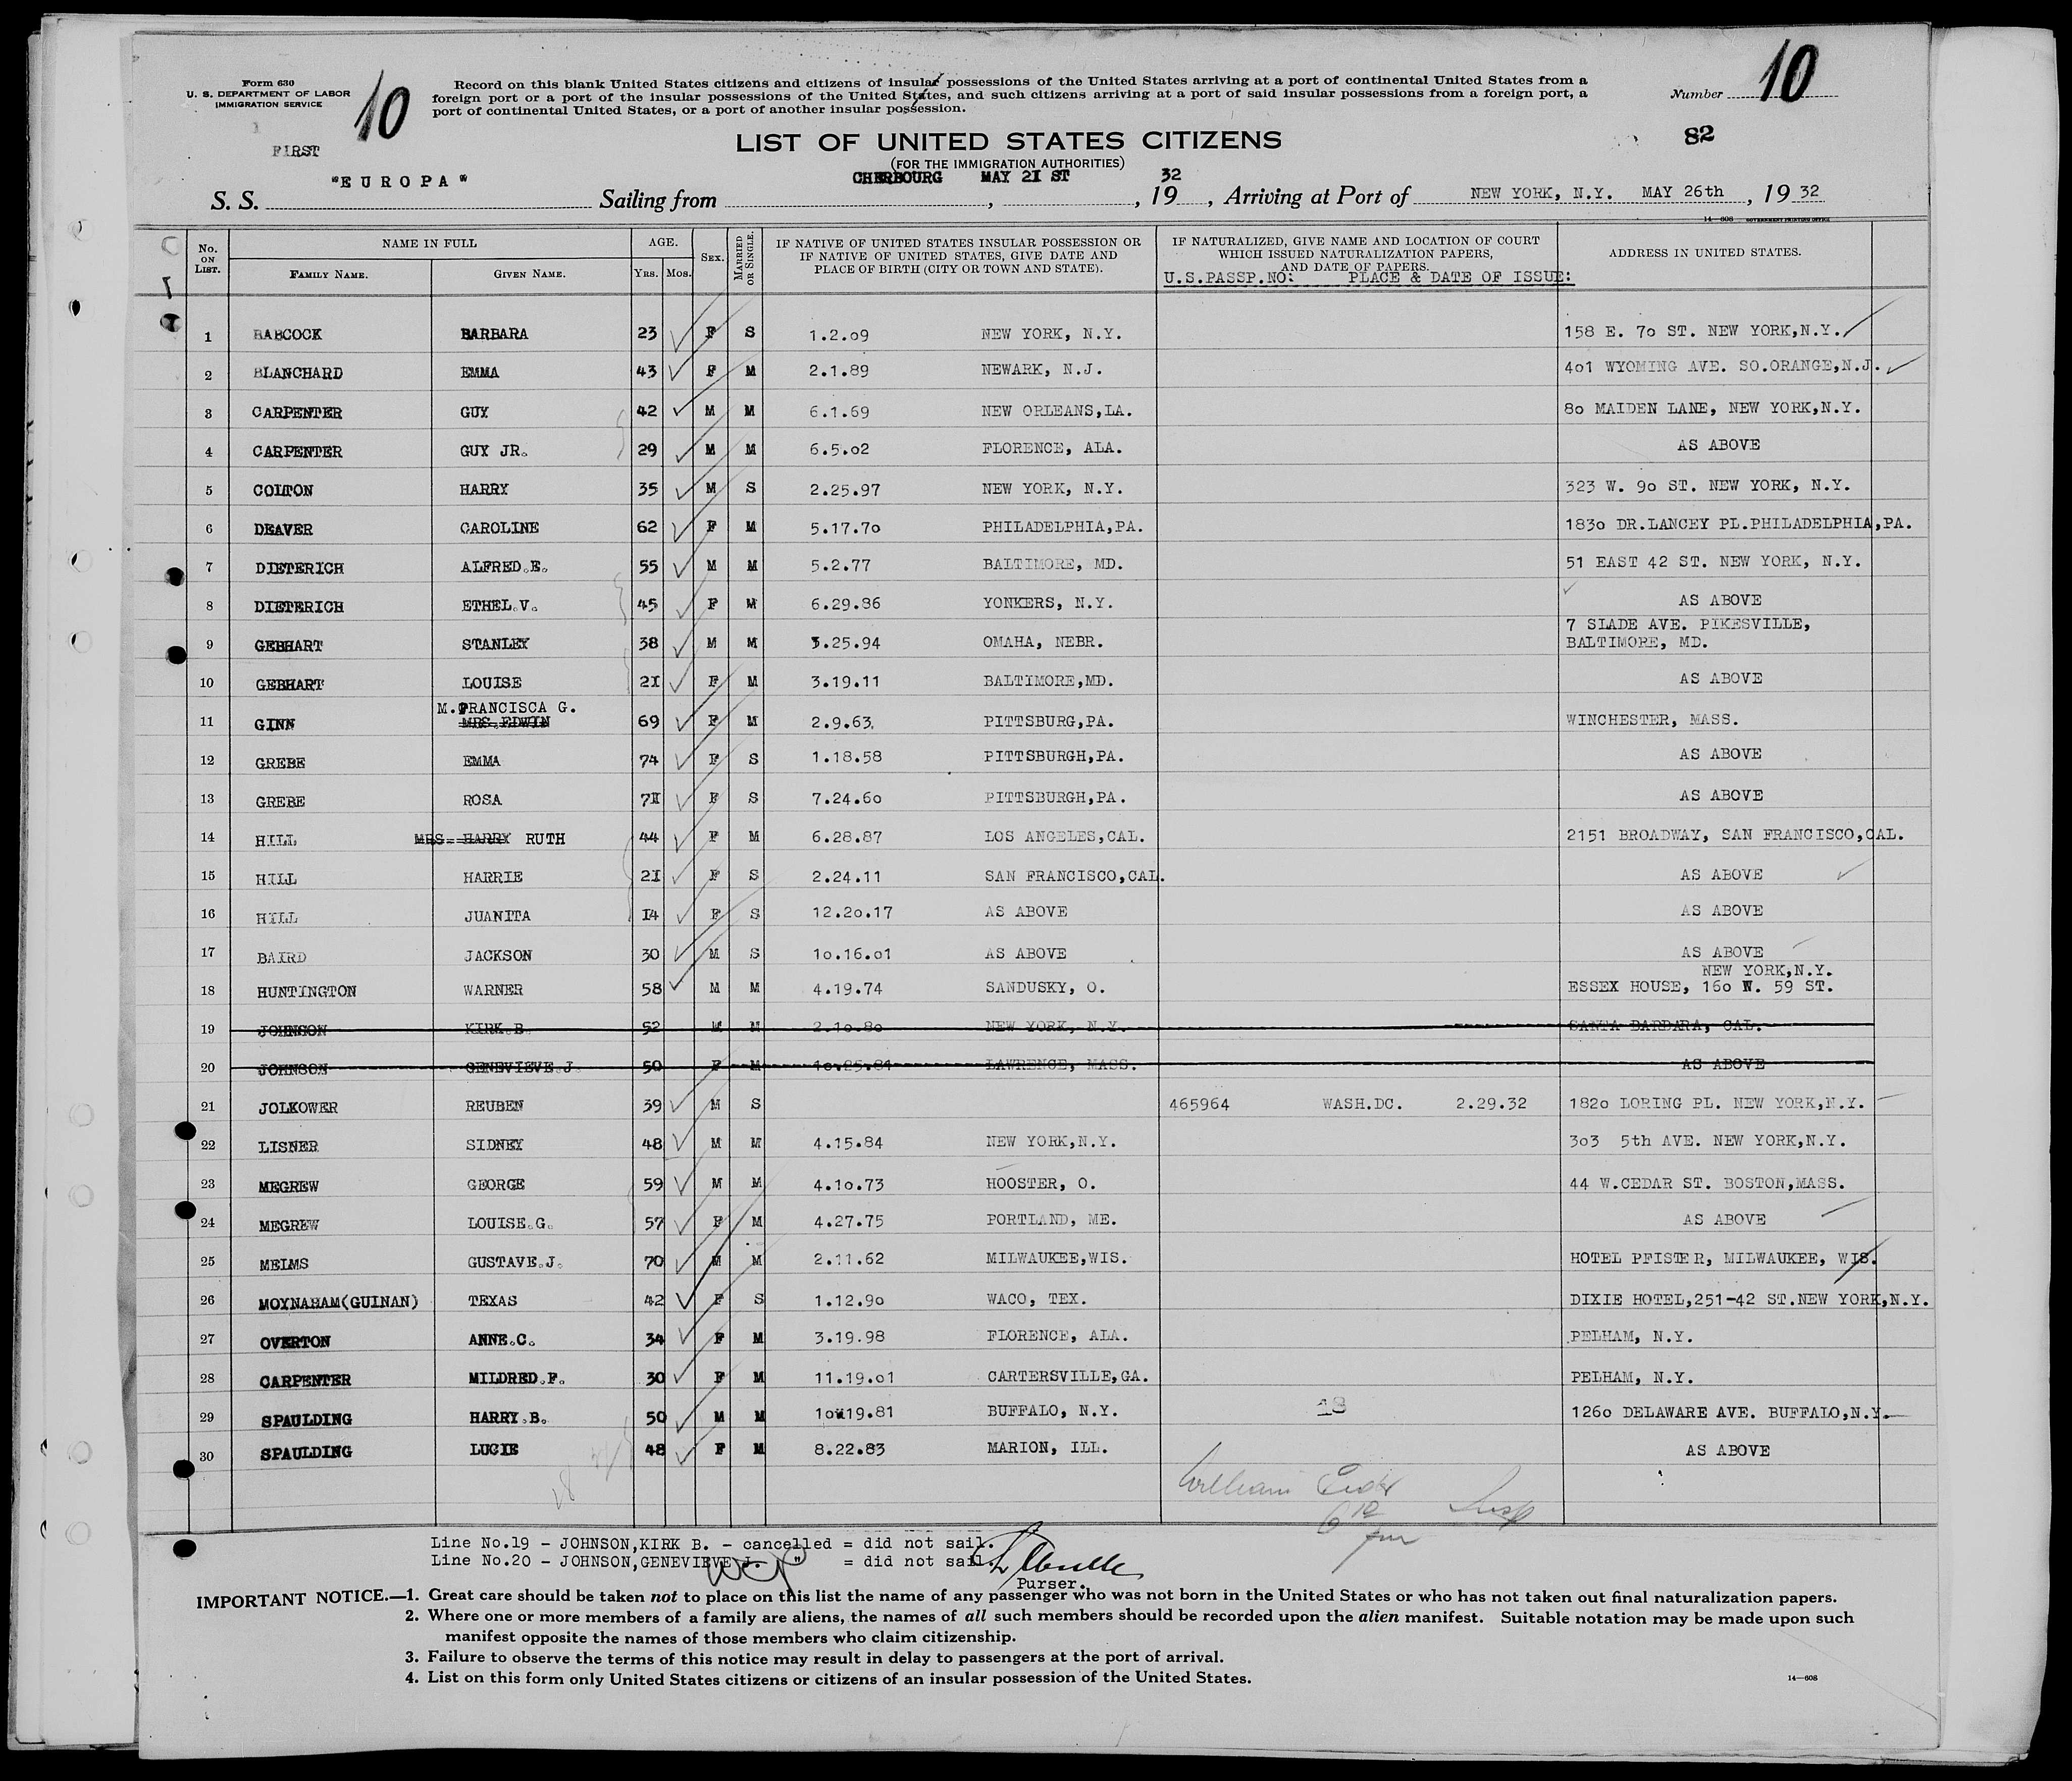 Form 630
U. S. DEPARTMENT OF LABOR
IMMIGRATION SERVICE
10
Record on this blank United States citizens and citizens of insular possessions of the United States arriving at a port of continental United States from a
foreign port or a port of the insular possessions of the United States, and such citizens arriving at a port of said insular possessions from a foreign port, a
port of continental United States, or a port of another insular possession.
Number 10
82
FIRST
LIST OF UNITED STATES CITIZENS
(FOR THE IMMIGRATION AUTHORITIES)
S. S. "EUROPA" Sailing from CHERBOURG MAY 21 ST, 1932, Arriving at Port of NEW YORK, N.Y. MAY 26th, 1932
14—608 GOVERNMENT PRINTING OFFICE
No. ON LIST. NAME IN FULL AGE. SEX. MARRIED OR SINGLE. IF NATIVE OF UNITED STATES INSULAR POSSESSION OR IF NATIVE OF UNITED STATES, GIVE DATE AND PLACE OF BIRTH (CITY OR TOWN AND STATE). IF NATURALIZED, GIVE NAME AND LOCATION OF COURT WHICH ISSUED NATURALIZATION PAPERS, AND DATE OF PAPERS. ADDRESS IN UNITED STATES.
FAMILY NAME. GIVEN NAME. YRS. MOS. U.S.PASSP.NO: PLACE & DATE OF ISSUE:
1 BABCOCK BARBARA 23 F S 1.2.09 NEW YORK, N.Y. 158 E. 70 ST. NEW YORK,N.Y.
2 BLANCHARD EMMA 43 F M 2.1.89 NEWARK, N.J. 401 WYOMING AVE. SO.ORANGE,N.J.
3 CARPENTER GUY 42 M M 6.1.69 NEW ORLEANS,LA. 80 MAIDEN LANE, NEW YORK,N.Y.
4 CARPENTER GUY JR. 29 M M 6.5.02 FLORENCE, ALA. AS ABOVE
5 COLTON HARRY 35 M S 2.25.97 NEW YORK, N.Y. 323 W. 90 ST. NEW YORK, N.Y.
6 DEAVER CAROLINE 62 F M 5.17.70 PHILADELPHIA,PA. 1830 DR.LANCEY PL.PHILADELPHIA,PA.
7 DIETERICH ALFRED.E. 55 M M 5.2.77 BALTIMORE, MD. 51 EAST 42 ST. NEW YORK, N.Y.
8 DIETERICH ETHEL.V. 45 F M 6.29.86 YONKERS, N.Y. AS ABOVE
9 GEBHART STANLEY 38 M M 3.25.94 OMAHA, NEBR. 7 SLADE AVE. PIKESVILLE, BALTIMORE, MD.
10 GEBHART LOUISE 21 F M 3.19.11 BALTIMORE,MD. AS ABOVE
11 GINN M.FRANCISCA G. MRS.EDWIN 69 F M 2.9.63. PITTSBURG,PA. WINCHESTER, MASS.
12 GREBE EMMA 74 F S 1.18.58 PITTSBURGH,PA. AS ABOVE
13 GREBE ROSA 71 F S 7.24.60 PITTSBURGH,PA. AS ABOVE
14 HILL MRS. HARRY RUTH 44 F M 6.28.87 LOS ANGELES,CAL. 2151 BROADWAY, SAN FRANCISCO,CAL.
15 HILL HARRIE 21 F S 2.24.11 SAN FRANCISCO,CAL. AS ABOVE
16 HILL JUANITA 14 F S 12.20.17 AS ABOVE AS ABOVE
17 BAIRD JACKSON 30 M S 10.16.01 AS ABOVE AS ABOVE
18 HUNTINGTON WARNER 58 M M 4.19.74 SANDUSKY, O. NEW YORK,N.Y. ESSEX HOUSE, 160 W. 59 ST.
19 JOHNSON KIRK B. 52 M M 2.10.80 NEW YORK, N.Y. SANTA BARBARA, CAL.
20 JOHNSON GENEVIEVE J. 50 F M 10.25.81 LAWRENCE, MASS. AS ABOVE
21 JOLKOWER REUBEN 39 M S 465964 WASH.DC. 2.29.32 1820 LORING PL. NEW YORK,N.Y.
22 LISNER SIDNEY 48 M M 4.15.84 NEW YORK,N.Y. 303 5th AVE. NEW YORK,N.Y.
23 MEGREW GEORGE 59 M M 4.10.73 HOOSTER, O. 44 W.CEDAR ST. BOSTON,MASS.
24 MEGREW LOUISE.G. 57 F M 4.27.75 PORTLAND, ME. AS ABOVE
25 MEIMS GUSTAVE.J. 70 M M 2.11.62 MILWAUKEE,WIS. HOTEL PFISTER, MILWAUKEE, WIS.
26 MOYNAHAM(GUINAN) TEXAS 42 F S 1.12.90 WACO, TEX. DIXIE HOTEL,251-42 ST.NEW YORK,N.Y.
27 OVERTON ANNE.C. 34 F M 3.19.98 FLORENCE, ALA. PELHAM, N.Y.
28 CARPENTER MILDRED.F. 30 F M 11.19.01 CARTERSVILLE,GA. PELHAM, N.Y.
29 SPAULDING HARRY.B. 50 M M 10.19.81 BUFFALO, N.Y. 18 1260 DELAWARE AVE. BUFFALO,N.Y.
30 SPAULDING LUCIE 48 F M 8.22.83 MARION, ILL. AS ABOVE
William Insp
Line No.19 - JOHNSON,KIRK B. - cancelled = did not sail.
Line No.20 - JOHNSON,GENEVIEVE J. " = did not sail.
Purser.
IMPORTANT NOTICE.—1. Great care should be taken not to place on this list the name of any passenger who was not born in the United States or who has not taken out final naturalization papers.
2. Where one or more members of a family are aliens, the names of all such members should be recorded upon the alien manifest. Suitable notation may be made upon such
manifest opposite the names of those members who claim citizenship.
3. Failure to observe the terms of this notice may result in delay to passengers at the port of arrival.
4. List on this form only United States citizens or citizens of an insular possession of the United States.
14—608